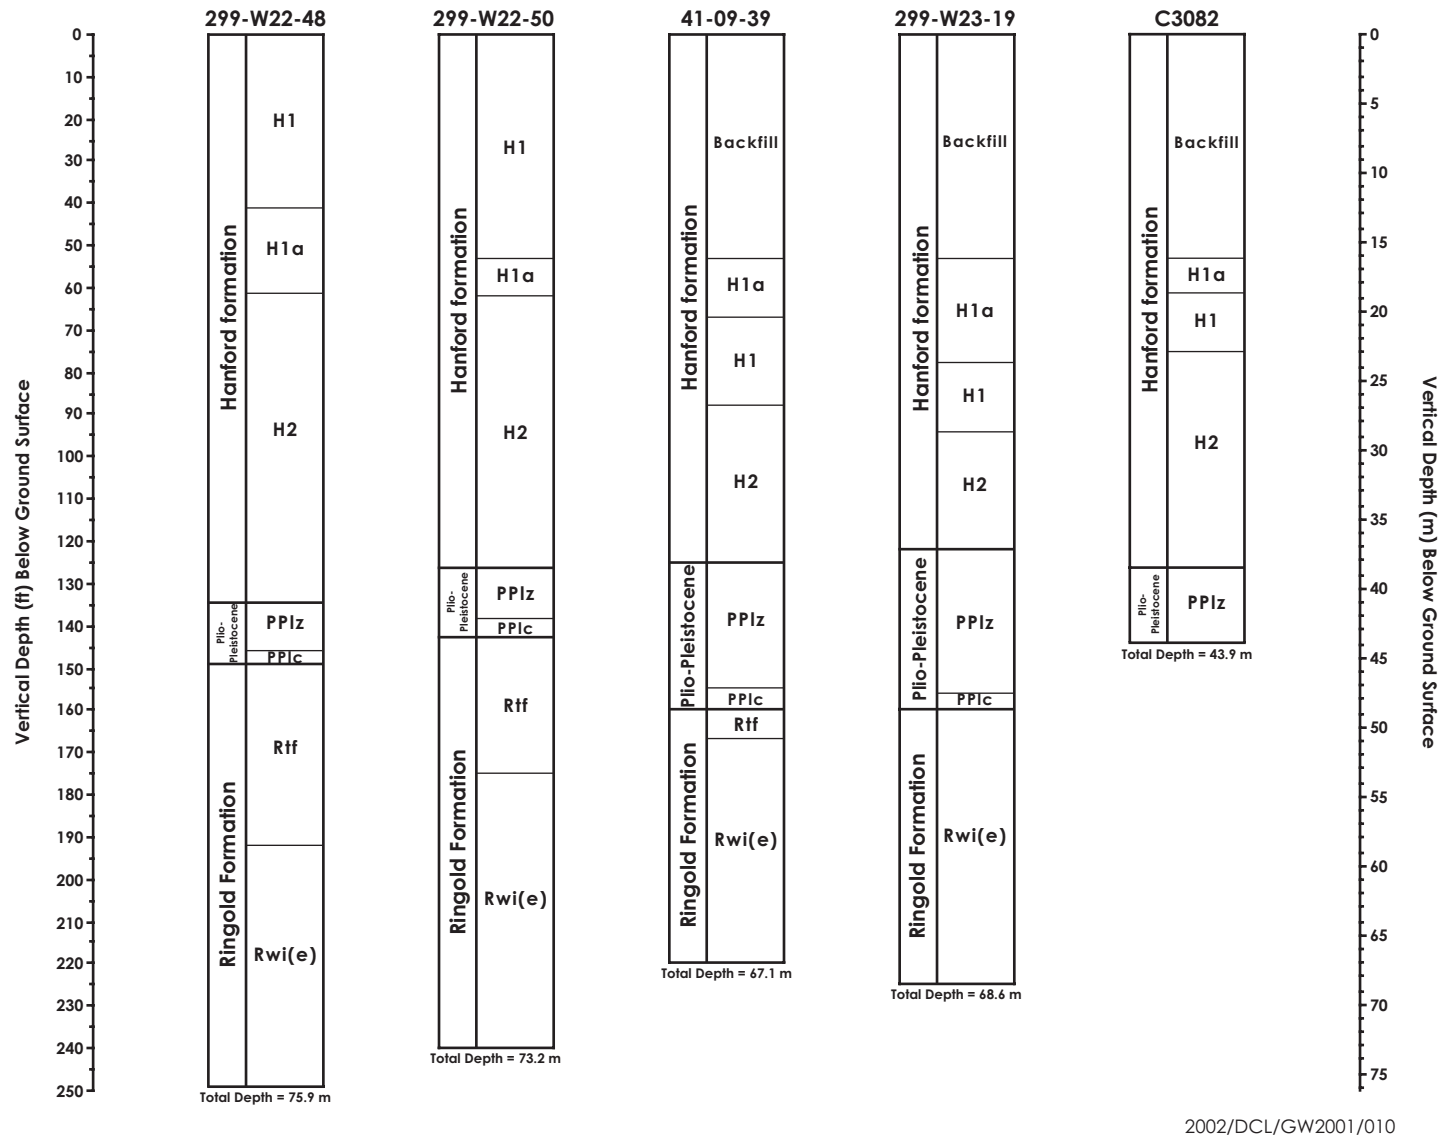 299-W22-48
299-W22-50
41-09-39
299-W23-19
C3082
Vertical Depth (ft) Below Ground Surface
0
10
20
30
40
50
60
70
80
90
100
110
120
130
140
150
160
170
180
190
200
210
220
230
240
250
Hanford formation
H1
H1a
H2
Plio-
Pleistocene
PPlz
PPlc
Ringold Formation
Rtf
Rwi(e)
Total Depth = 75.9 m
Hanford formation
H1
H1a
H2
Plio-
Pleistocene
PPlz
PPlc
Ringold Formation
Rtf
Rwi(e)
Total Depth = 73.2 m
Hanford formation
Backfill
H1a
H1
H2
Plio-Pleistocene
PPlz
PPlc
Ringold Formation
Rtf
Rwi(e)
Total Depth = 67.1 m
Hanford formation
Backfill
H1a
H1
H2
Plio-Pleistocene
PPlz
PPlc
Ringold Formation
Rwi(e)
Total Depth = 68.6 m
Hanford formation
Backfill
H1a
H1
H2
Plio-
Pleistocene
PPlz
Total Depth = 43.9 m
0
5
10
15
20
25
30
35
40
45
50
55
60
65
70
75
Vertical Depth (m) Below Ground Surface
2002/DCL/GW2001/010